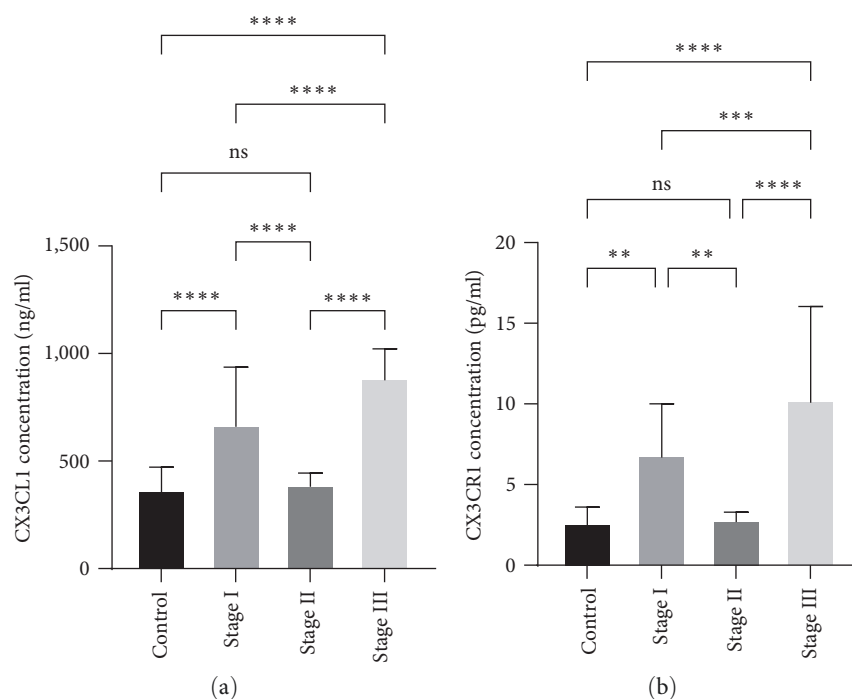 ****
****
ns
****
****
****
1,500
1,000
500
0
CX3CL1 concentration (ng/ml)
Control
Stage I
Stage II
Stage III
(a)
****
***
ns
****
**
**
20
15
10
5
0
CX3CR1 concentration (pg/ml)
Control
Stage I
Stage II
Stage III
(b)